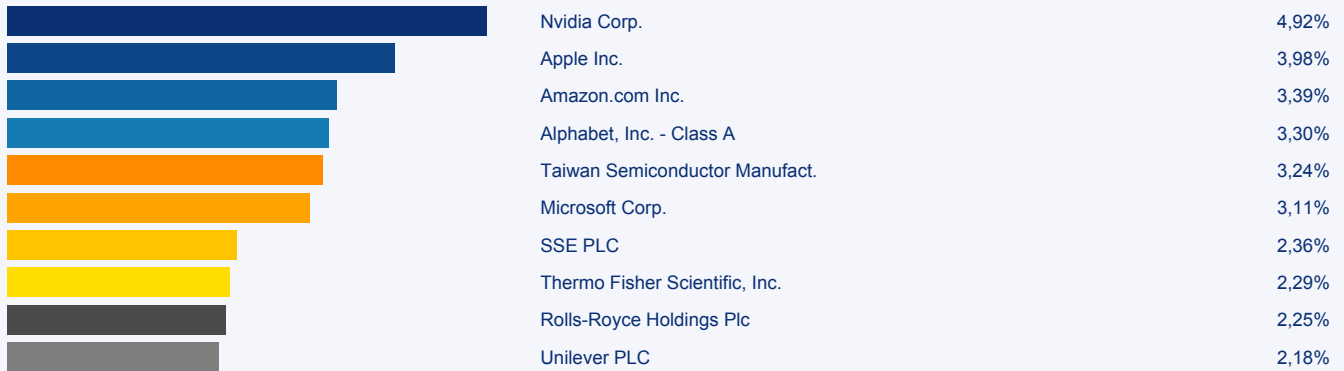 Nvidia Corp. 4,92%
Apple Inc. 3,98%
Amazon.com Inc. 3,39%
Alphabet, Inc. - Class A 3,30%
Taiwan Semiconductor Manufact. 3,24%
Microsoft Corp. 3,11%
SSE PLC 2,36%
Thermo Fisher Scientific, Inc. 2,29%
Rolls-Royce Holdings Plc 2,25%
Unilever PLC 2,18%